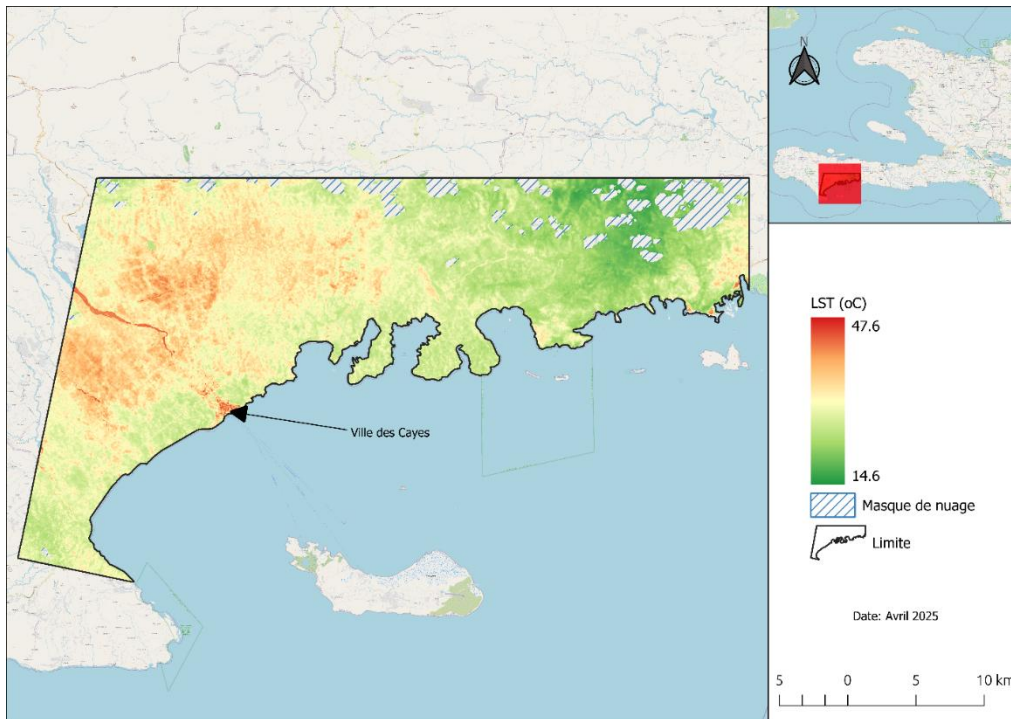 Ville des Cayes
N
LST (oC)
47.6
14.6
Masque de nuage
Limite
Date: Avril 2025
5 0 5 10 km